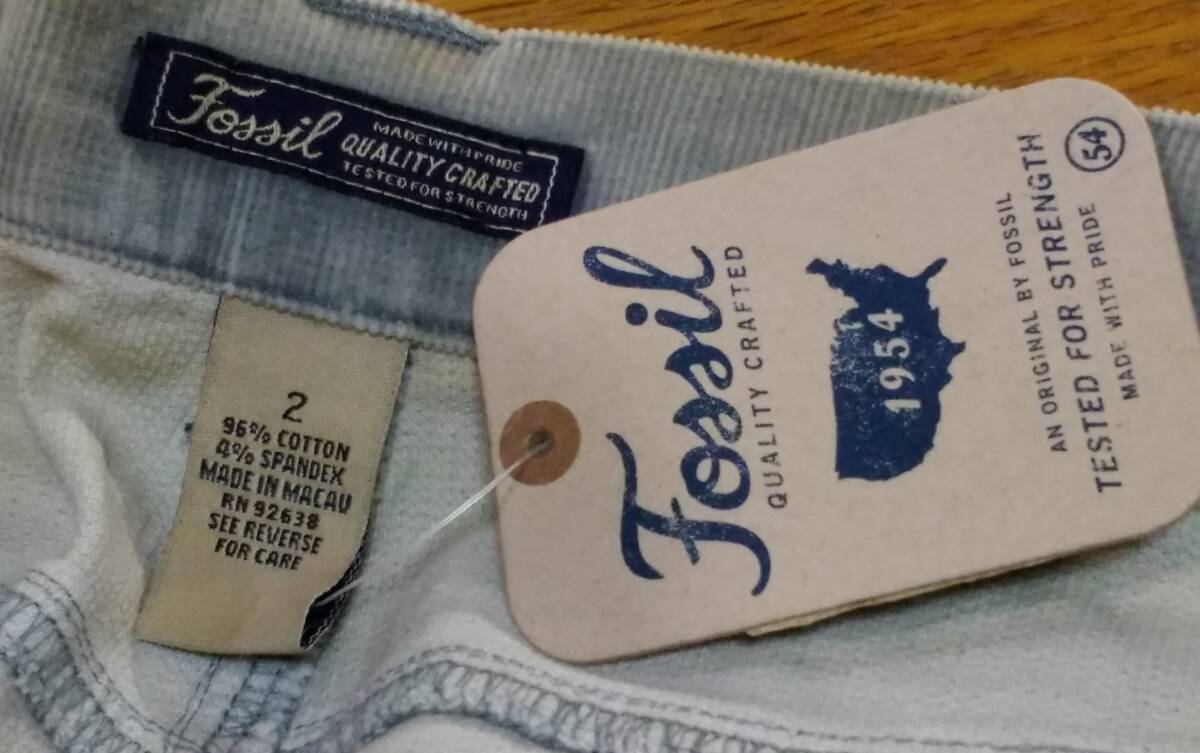 Fossil
MADE WITH PRIDE
QUALITY CRAFTED
TESTED FOR STRENGTH
2
96% COTTON
4% SPANDEX
MADE IN MACAU
RN 92638
SEE REVERSE
FOR CARE
Fossil
QUALITY CRAFTED
1954
AN ORIGINAL BY FOSSIL
TESTED FOR STRENGTH
MADE WITH PRIDE
54